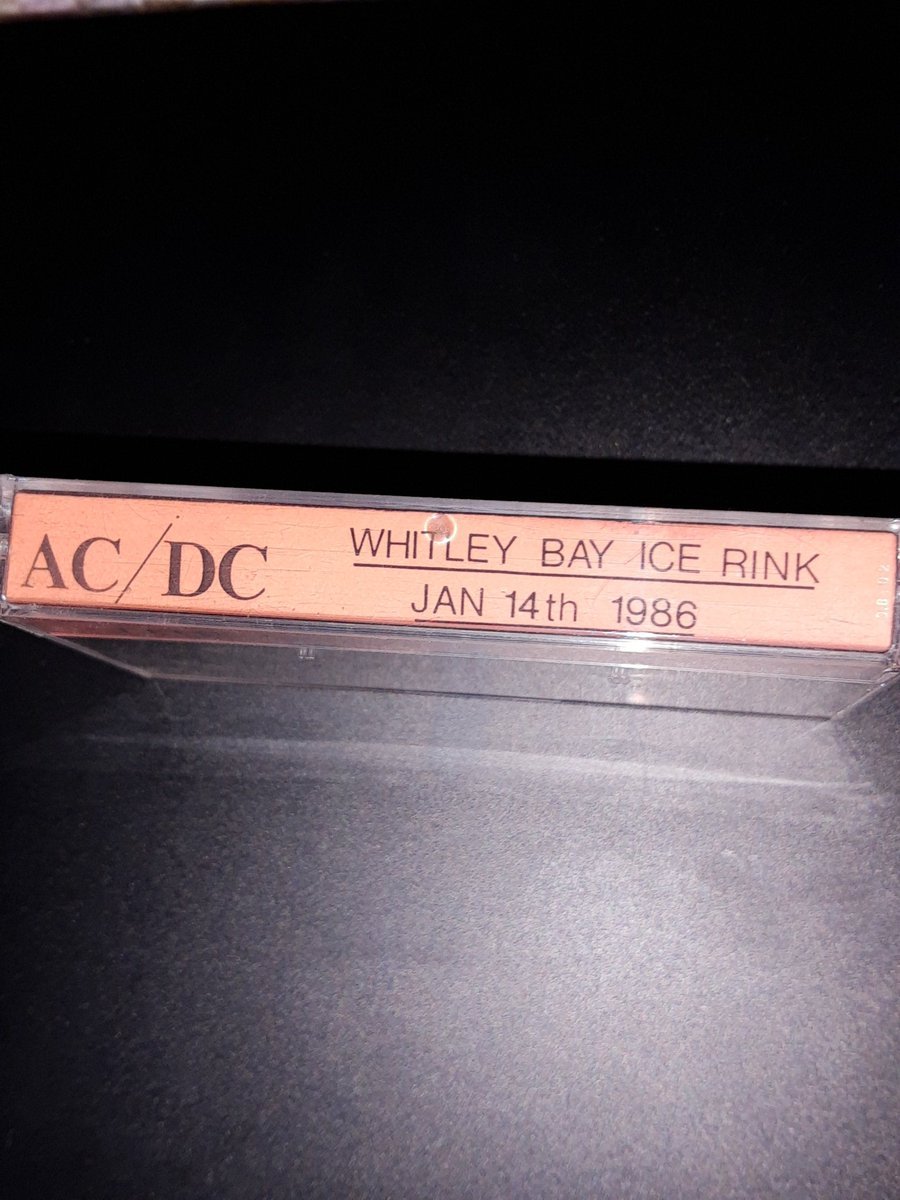 AC/DC
WHITLEY BAY ICE RINK
JAN 14th 1986